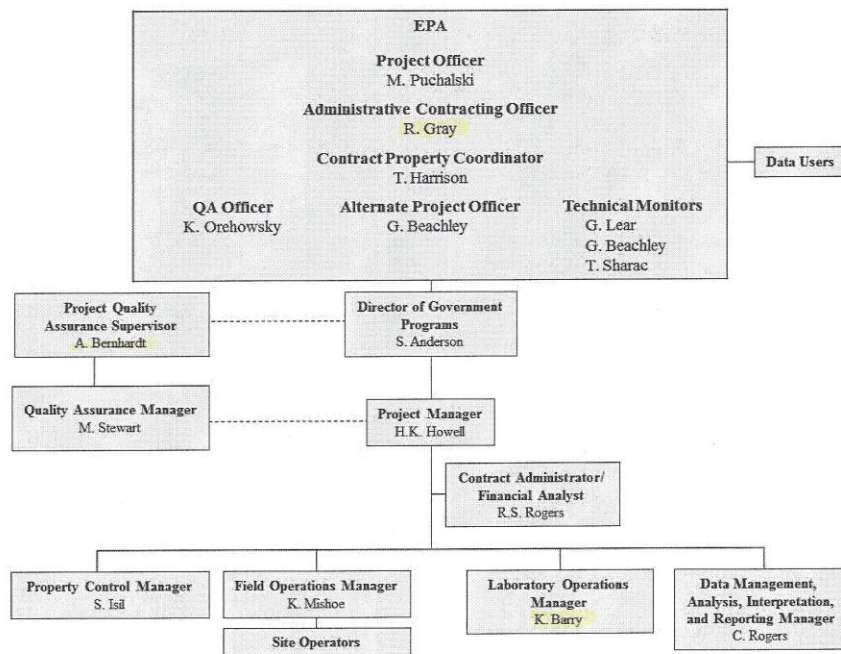 EPA
Project Officer
M. Puchalski
Administrative Contracting Officer
R. Gray
Contract Property Coordinator
T. Harrison
QA Officer
K. Orehowsky
Alternate Project Officer
G. Beachley
Technical Monitors
G. Lear
G. Beachley
T. Sharac
Data Users
Project Quality
Assurance Supervisor
A. Bernhardt
Director of Government
Programs
S. Anderson
Quality Assurance Manager
M. Stewart
Project Manager
H.K. Howell
Contract Administrator/
Financial Analyst
R.S. Rogers
Property Control Manager
S. Isil
Field Operations Manager
K. Mishoe
Site Operators
Laboratory Operations
Manager
K. Barry
Data Management,
Analysis, Interpretation,
and Reporting Manager
C. Rogers